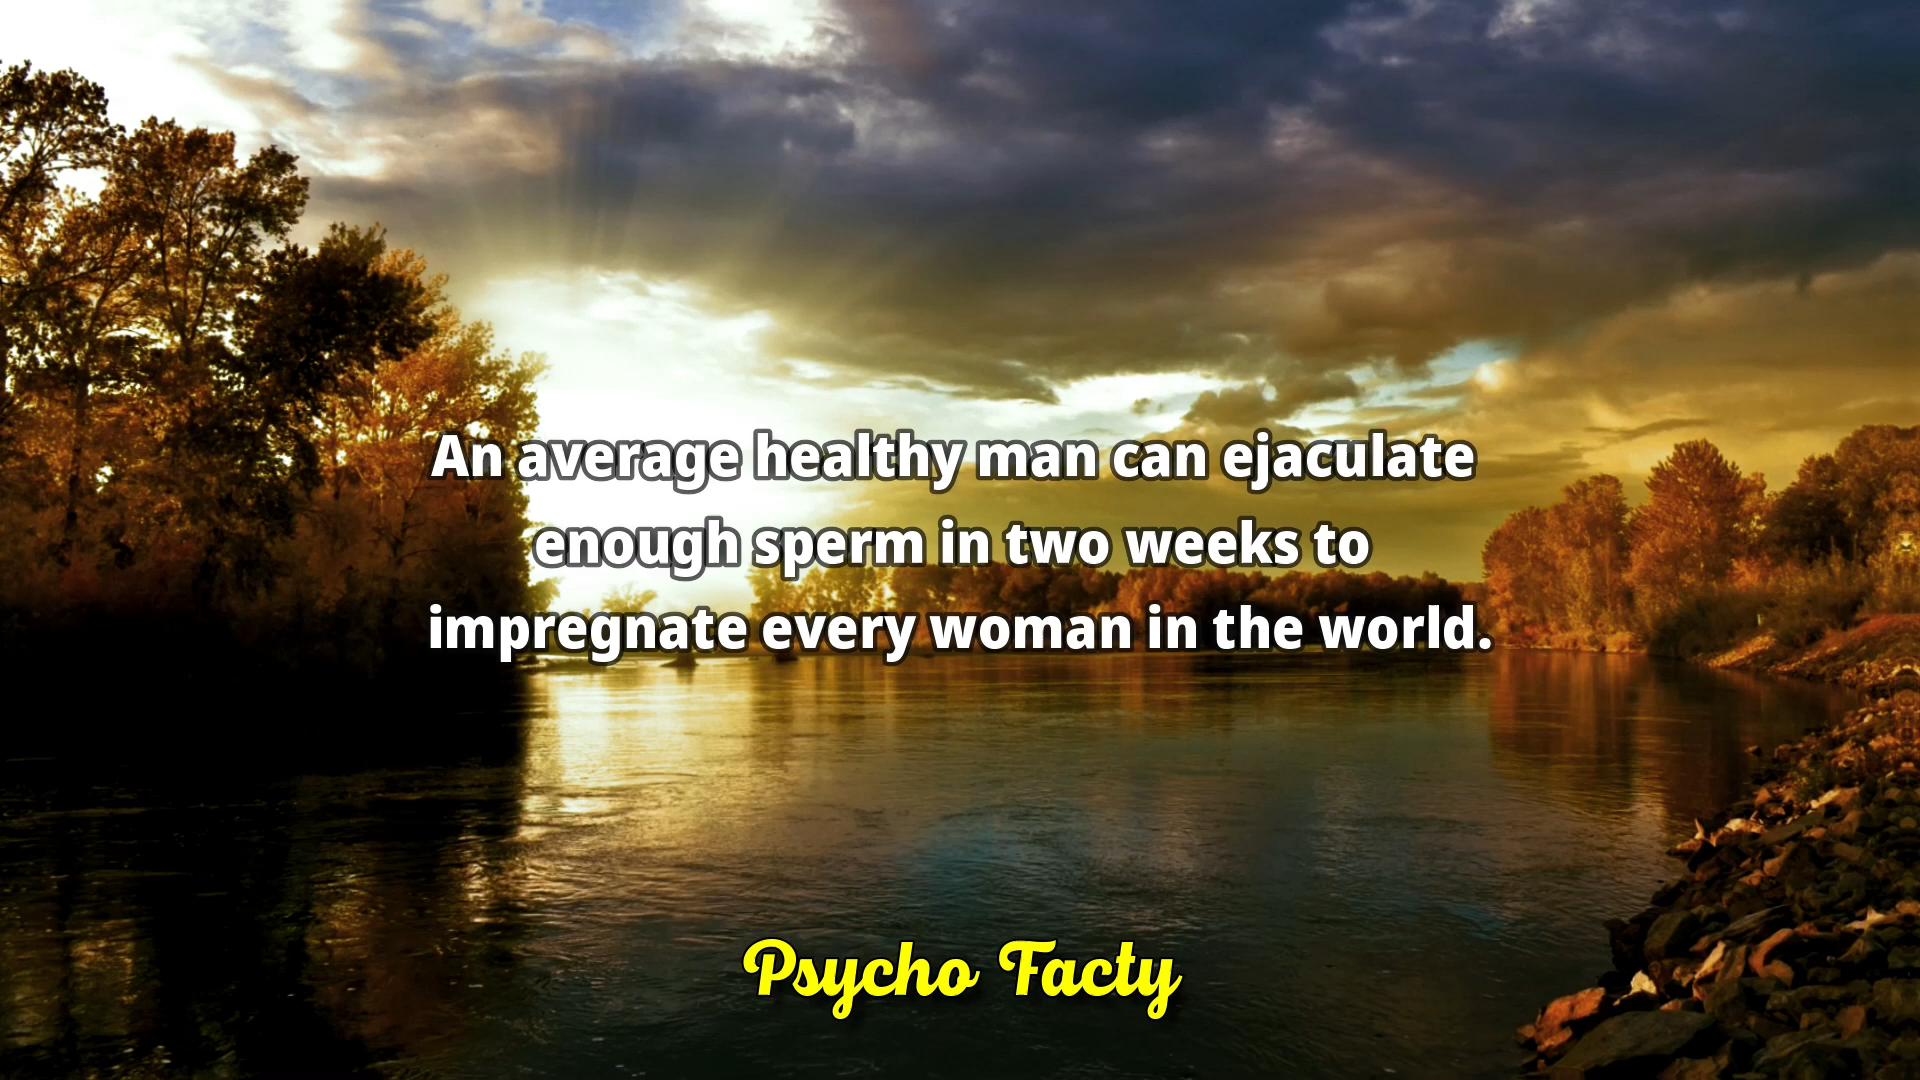 An average healthy man can ejaculate
enough sperm in two weeks to
impregnate every woman in the world.
Psycho Facty